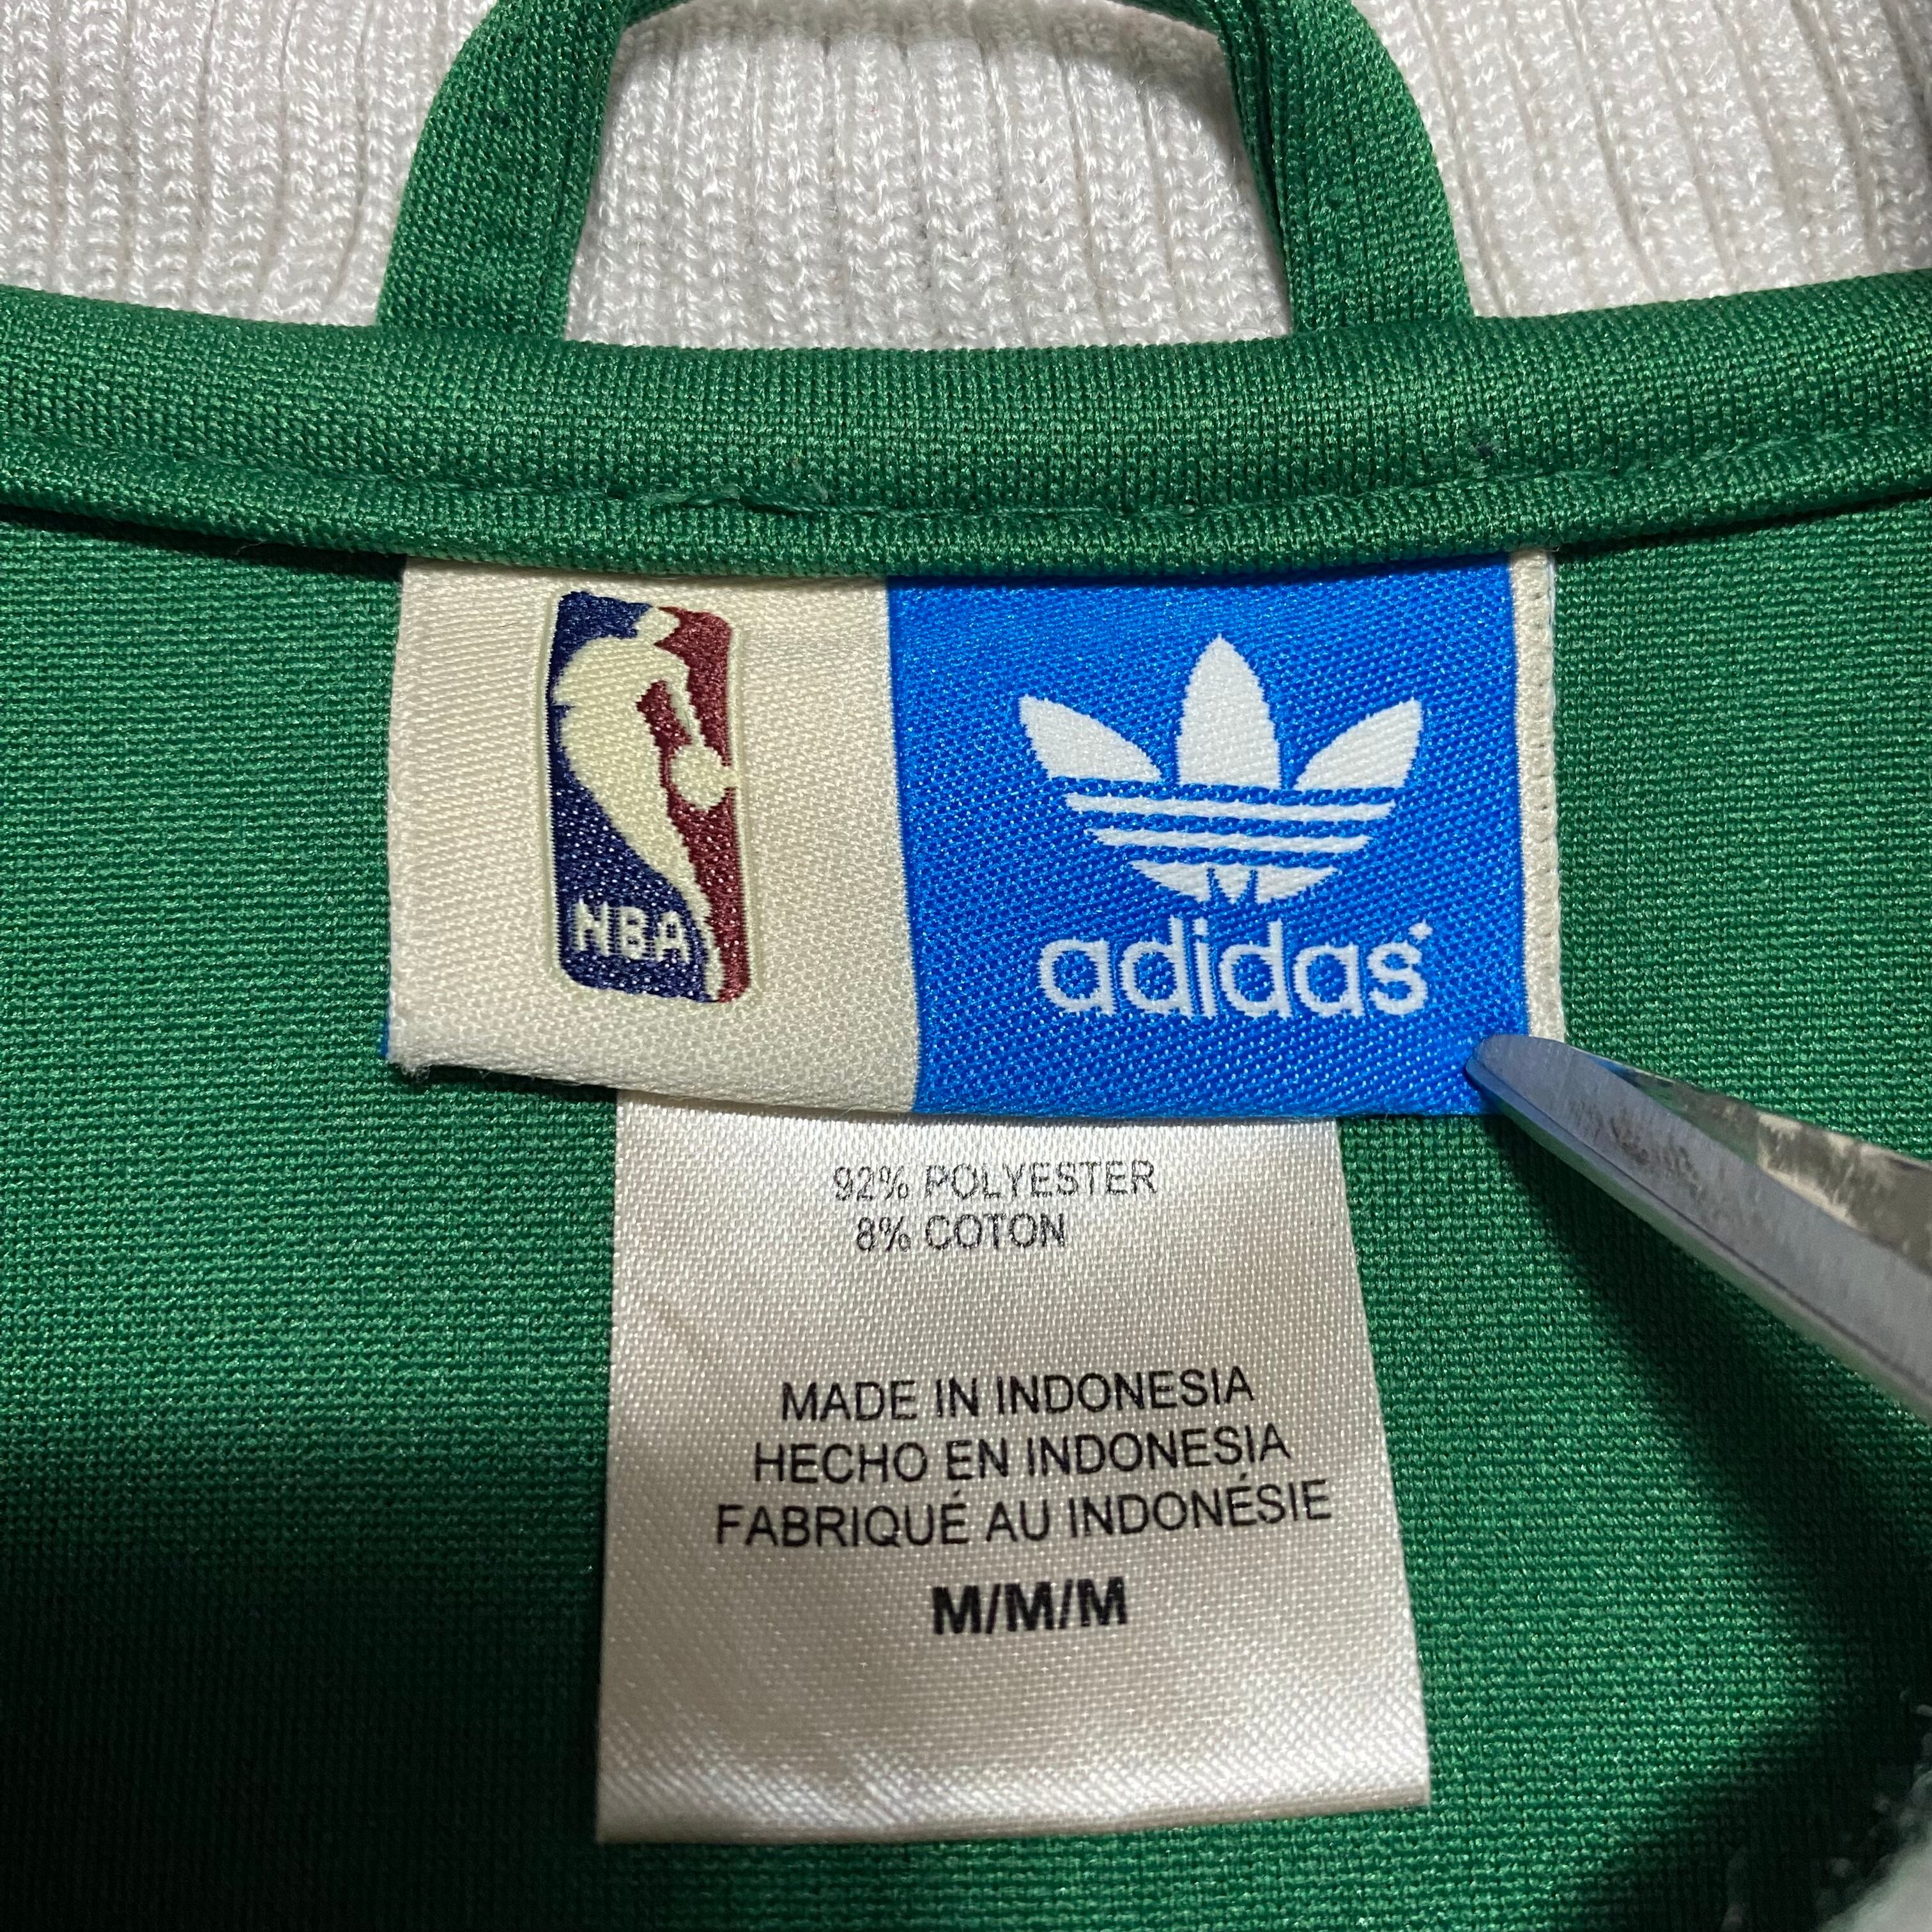 NBA
adidas
92% POLYESTER
8% COTON
MADE IN INDONESIA
HECHO EN INDONESIA
FABRIQUÉ AU INDONÉSIE
M/M/M